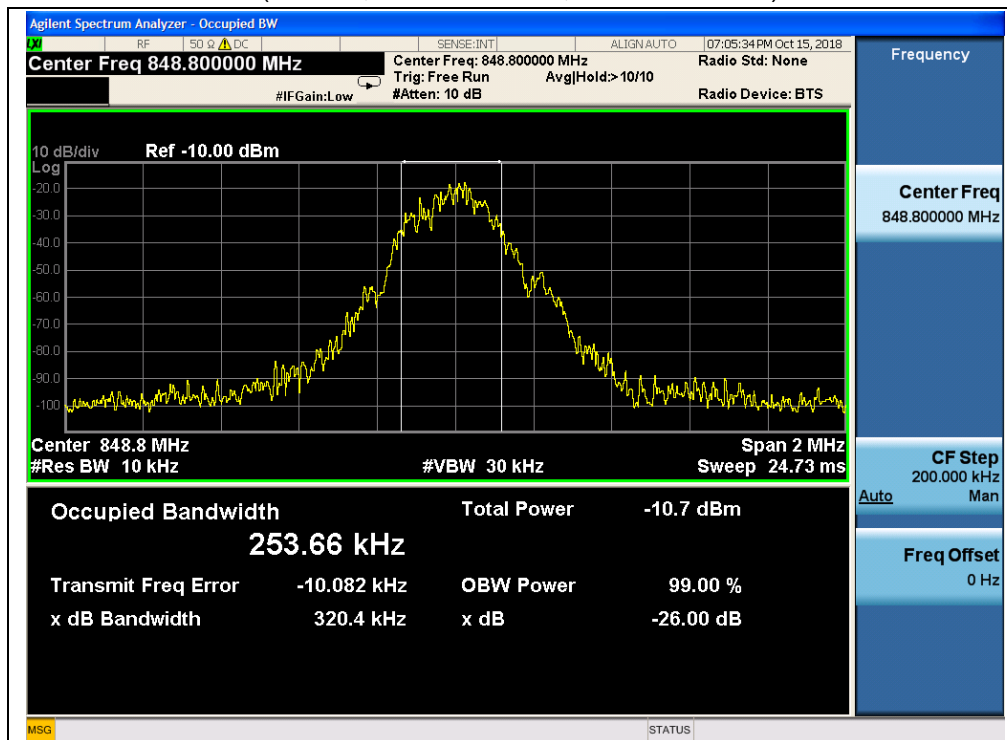 Agilent Spectrum Analyzer - Occupied BW
LXI RF 50 Ω DC SENSE:INT ALIGN AUTO 07:05:34 PM Oct 15, 2018
Center Freq 848.800000 MHz
Center Freq: 848.800000 MHz Radio Std: None
Trig: Free Run Avg|Hold:>10/10
#IFGain:Low #Atten: 10 dB Radio Device: BTS
10 dB/div Ref -10.00 dBm
Log
-20.0
-30.0
-40.0
-50.0
-60.0
-70.0
-80.0
-90.0
-100
Center 848.8 MHz Span 2 MHz
#Res BW 10 kHz #VBW 30 kHz Sweep 24.73 ms
Occupied Bandwidth Total Power -10.7 dBm
253.66 kHz
Transmit Freq Error -10.082 kHz OBW Power 99.00 %
x dB Bandwidth 320.4 kHz x dB -26.00 dB
MSG STATUS
Frequency
Center Freq
848.800000 MHz
CF Step
200.000 kHz
Auto Man
Freq Offset
0 Hz